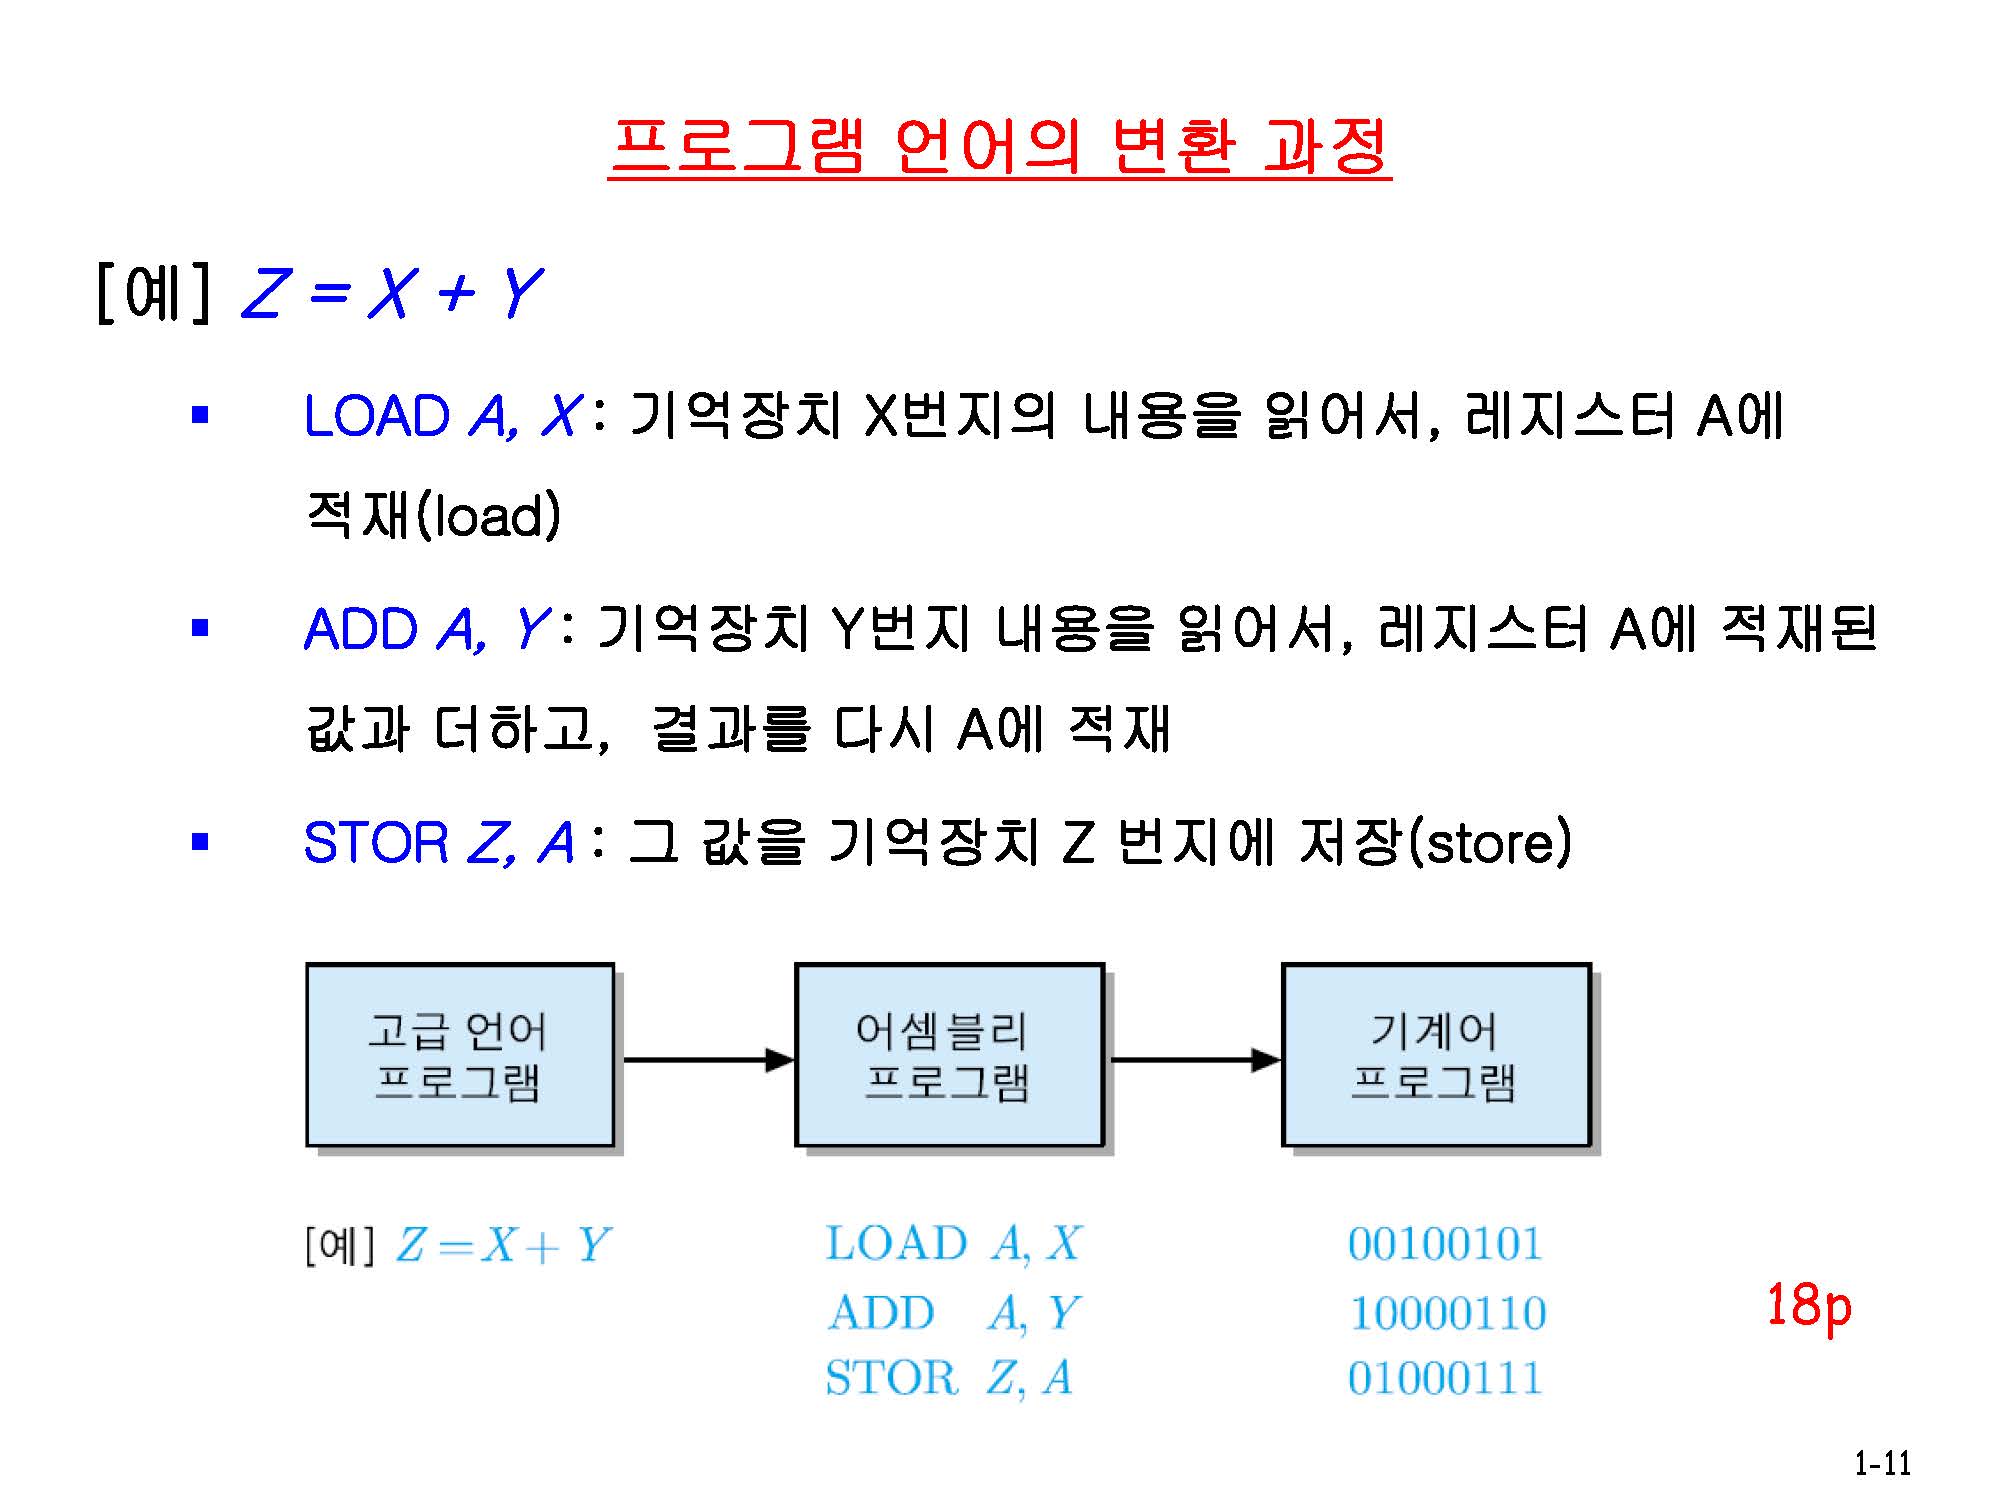 프로그램 언어의 변환 과정
[예] Z = X + Y
▪ LOAD A, X : 기억장치 X번지의 내용을 읽어서, 레지스터 A에
적재(load)
▪ ADD A, Y : 기억장치 Y번지 내용을 읽어서, 레지스터 A에 적재된
값과 더하고, 결과를 다시 A에 적재
▪ STOR Z, A : 그 값을 기억장치 Z 번지에 저장(store)
고급 언어
프로그램
어셈블리
프로그램
기계어
프로그램
[예] Z = X + Y
LOAD A, X
ADD A, Y
STOR Z, A
00100101
10000110
01000111
18p
1-11